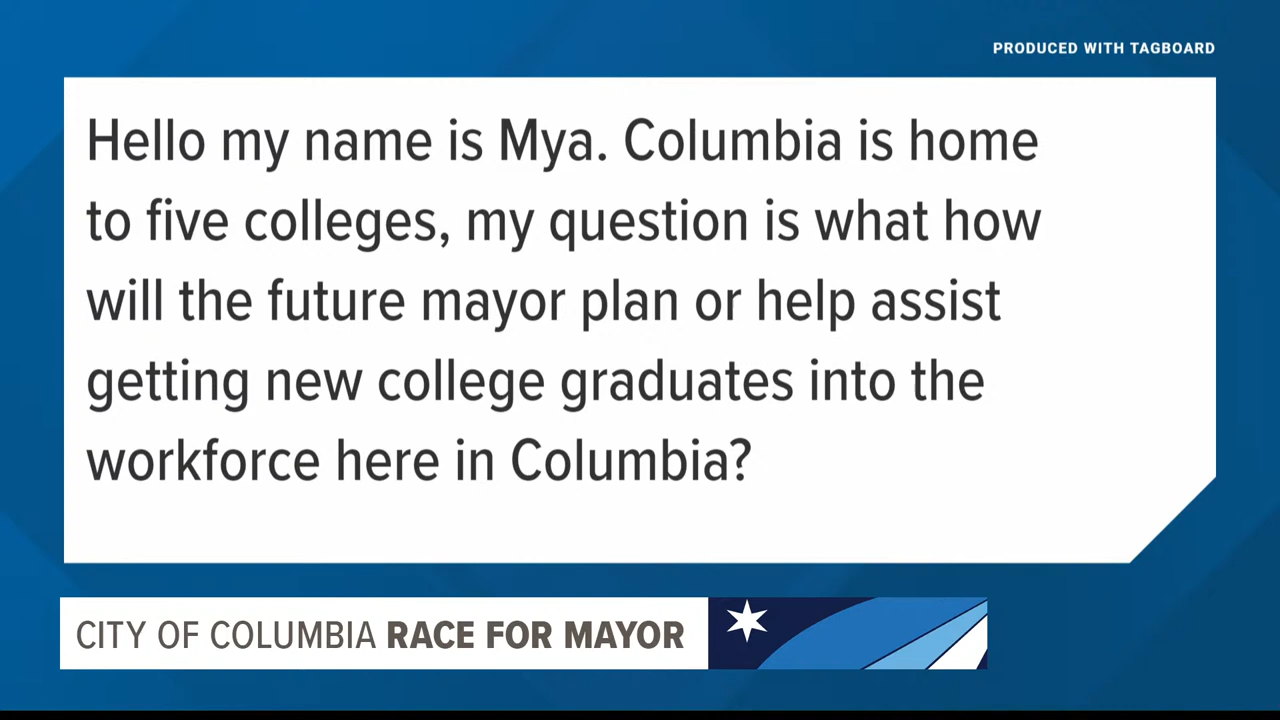 PRODUCED WITH TAGBOARD
Hello my name is Mya. Columbia is home
to five colleges, my question is what how
will the future mayor plan or help assist
getting new college graduates into the
workforce here in Columbia?
CITY OF COLUMBIA RACE FOR MAYOR